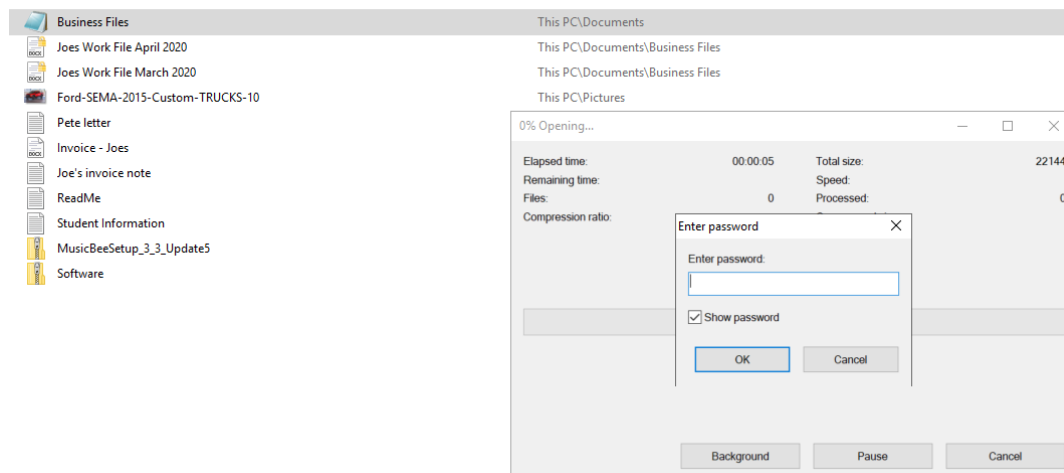 Business Files This PC\Documents
Joes Work File April 2020 This PC\Documents\Business Files
Joes Work File March 2020 This PC\Documents\Business Files
Ford-SEMA-2015-Custom-TRUCKS-10 This PC\Pictures
Pete letter
Invoice - Joes
Joe's invoice note
ReadMe
Student Information
MusicBeeSetup_3_3_Update5
Software
0% Opening...
Elapsed time: 00:00:05 Total size: 22144
Remaining time: Speed:
Files: 0 Processed: 0
Compression ratio:
Enter password
Enter password:
Show password
OK Cancel
Background Pause Cancel